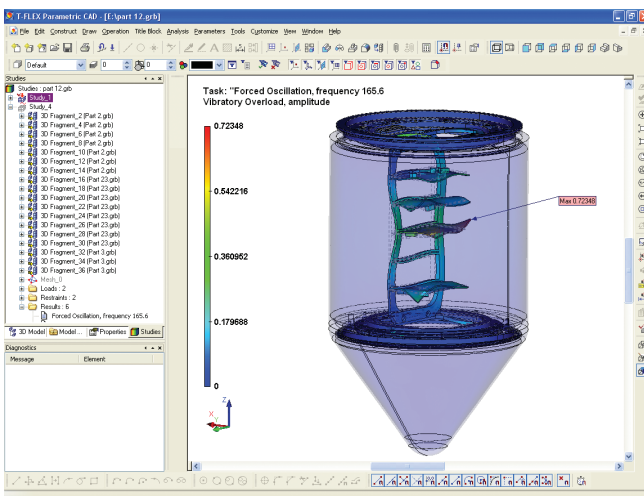 T-FLEX Parametric CAD - [E:\part 12.grb]
File Edit Construct Draw Operation Title Block Analysis Parameters Tools Customize View Window Help
Default 0 0
Studies
Studies : part 12.grb
Study_1
Study_4
3D Fragment_2 (Part 2.grb)
3D Fragment_4 (Part 2.grb)
3D Fragment_6 (Part 2.grb)
3D Fragment_8 (Part 2.grb)
3D Fragment_10 (Part 2.grb)
3D Fragment_12 (Part 2.grb)
3D Fragment_14 (Part 2.grb)
3D Fragment_16 (Part 23.grb)
3D Fragment_18 (Part 23.grb)
3D Fragment_20 (Part 23.grb)
3D Fragment_22 (Part 23.grb)
3D Fragment_24 (Part 23.grb)
3D Fragment_26 (Part 23.grb)
3D Fragment_28 (Part 23.grb)
3D Fragment_30 (Part 23.grb)
3D Fragment_32 (Part 3.grb)
3D Fragment_34 (Part 3.grb)
3D Fragment_36 (Part 3.grb)
Mesh_0
Loads : 2
Restraints : 2
Results : 6
Forced Oscillation, frequency 165.6
3D Model Model ... Properties Studies
Diagnostics
Message Element
Task: "Forced Oscillation, frequency 165.6
Vibratory Overload, amplitude
0.72348
0.542216
0.360952
0.179688
0
Max 0.72348
Z
X
Y